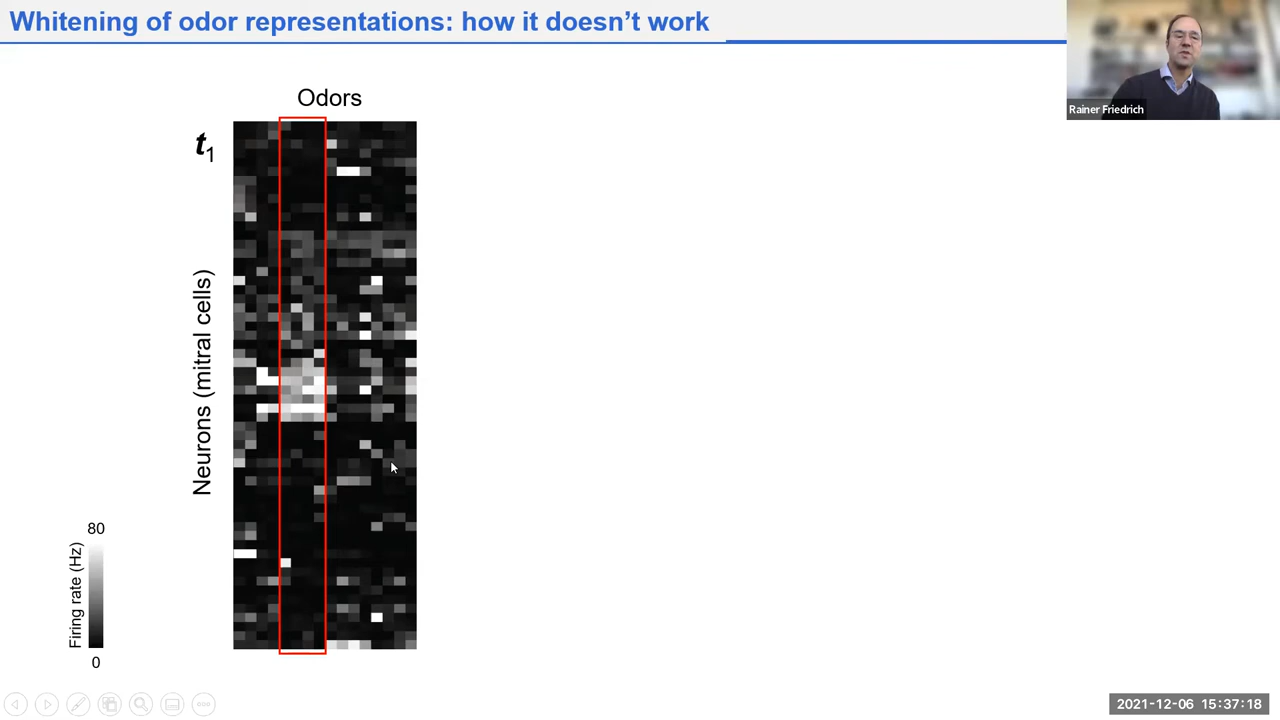 Whitening of odor representations: how it doesn't work
Rainer Friedrich
Odors
t1
Neurons (mitral cells)
80
Firing rate (Hz)
0
2021-12-06 15:37:18